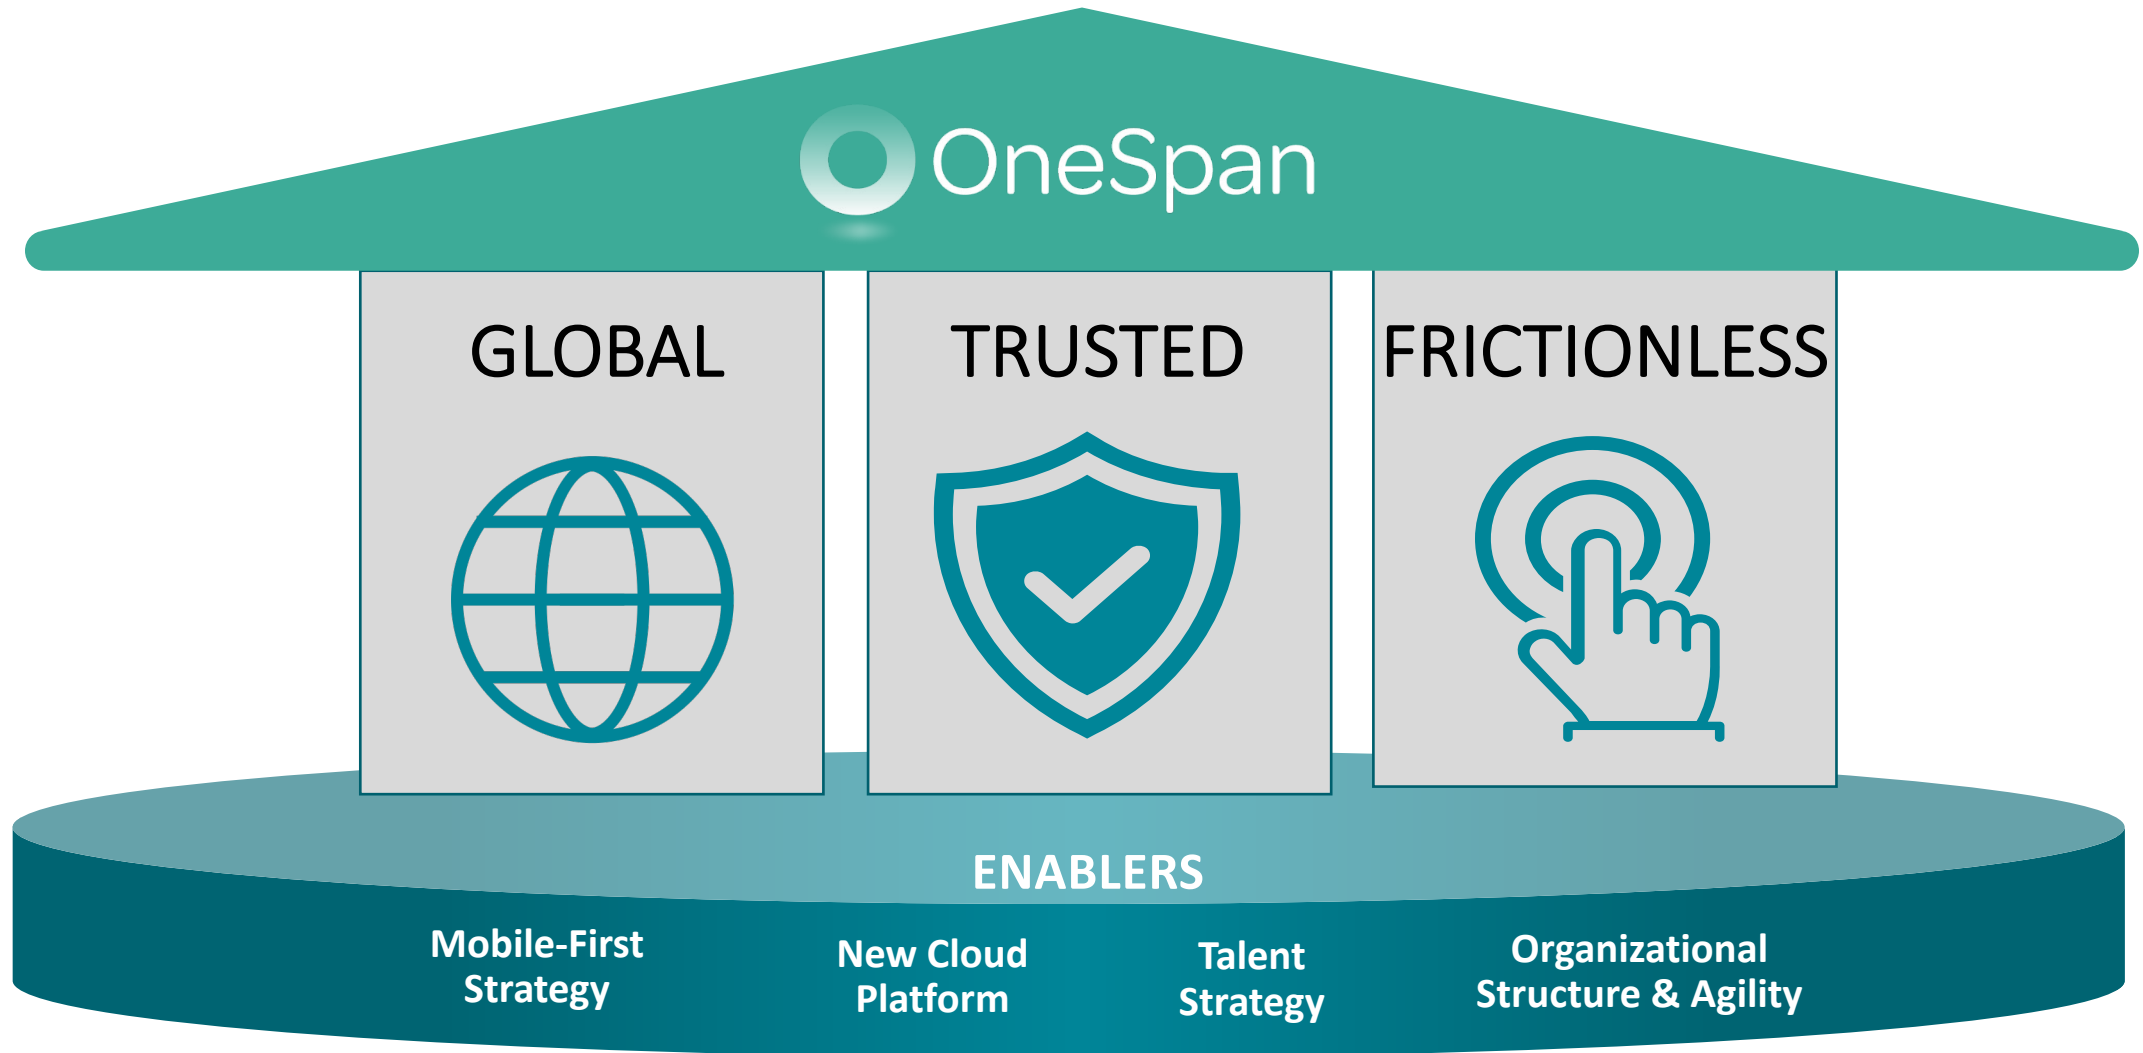 OneSpan
GLOBAL
TRUSTED
FRICTIONLESS
ENABLERS
Mobile-First
Strategy
New Cloud
Platform
Talent
Strategy
Organizational
Structure & Agility